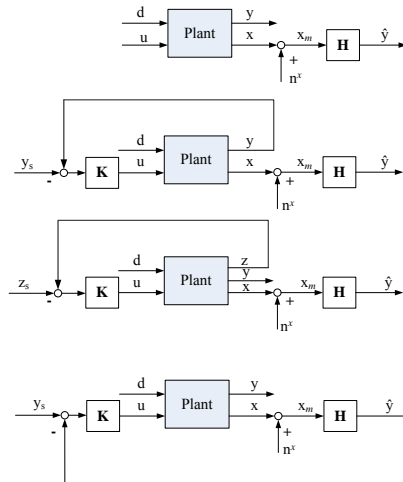 d
Plant
y
u
x
x_m
H
ŷ
+
n^x
y_s
-
K
d
u
Plant
y
x
+
n^x
x_m
H
ŷ
z_s
-
K
d
u
Plant
z
y
x
+
n^x
x_m
H
ŷ
y_s
-
K
d
u
Plant
y
x
+
n^x
x_m
H
ŷ